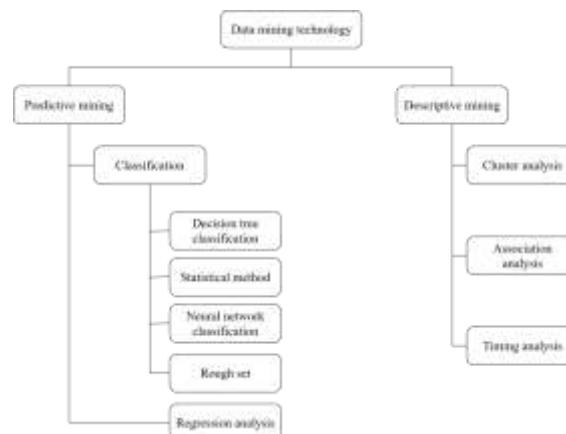 Data mining technology
Predictive mining
Descriptive mining
Classification
Cluster analysis
Decision tree
classification
Association
analysis
Statistical method
Neural network
classification
Timing analysis
Rough set
Regression analysis